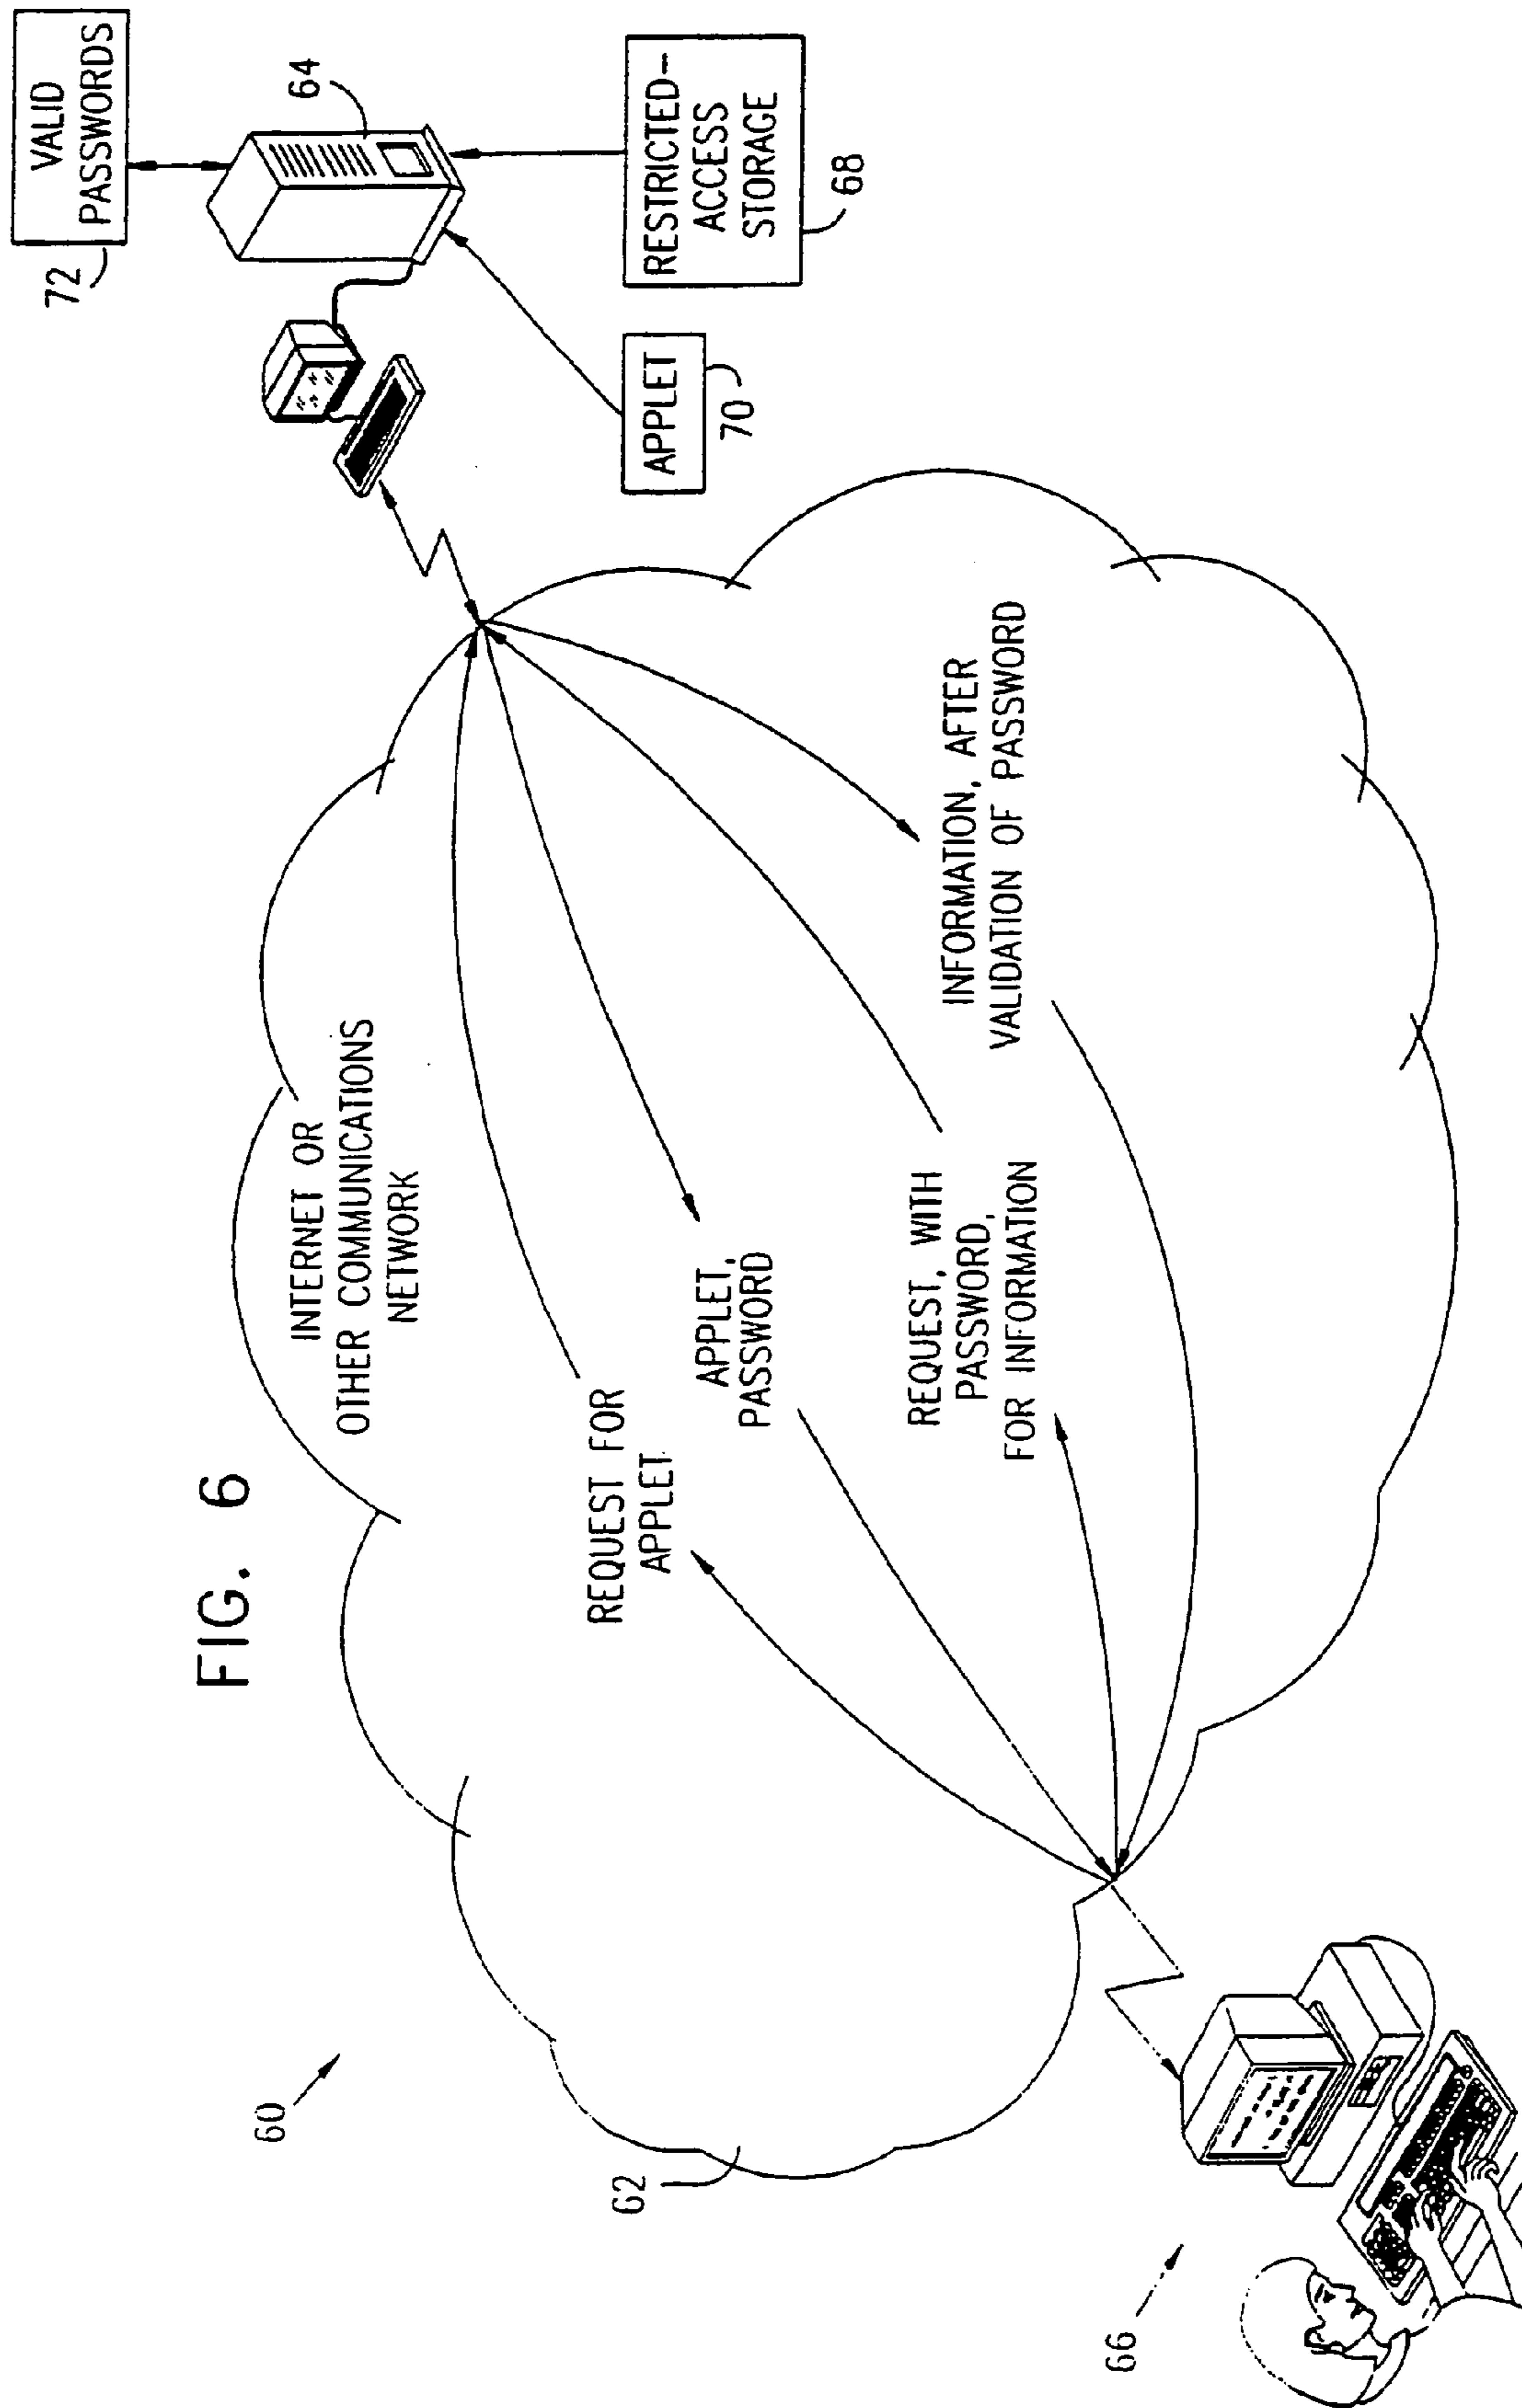 FIG. 6
60
62
66
INTERNET OR
OTHER COMMUNICATIONS
NETWORK
REQUEST FOR
APPLET
APPLET,
PASSWORD
REQUEST, WITH
PASSWORD,
FOR INFORMATION
INFORMATION, AFTER
VALIDATION OF PASSWORD
72
VALID
PASSWORDS
64
APPLET
70
RESTRICTED-
ACCESS
STORAGE
68